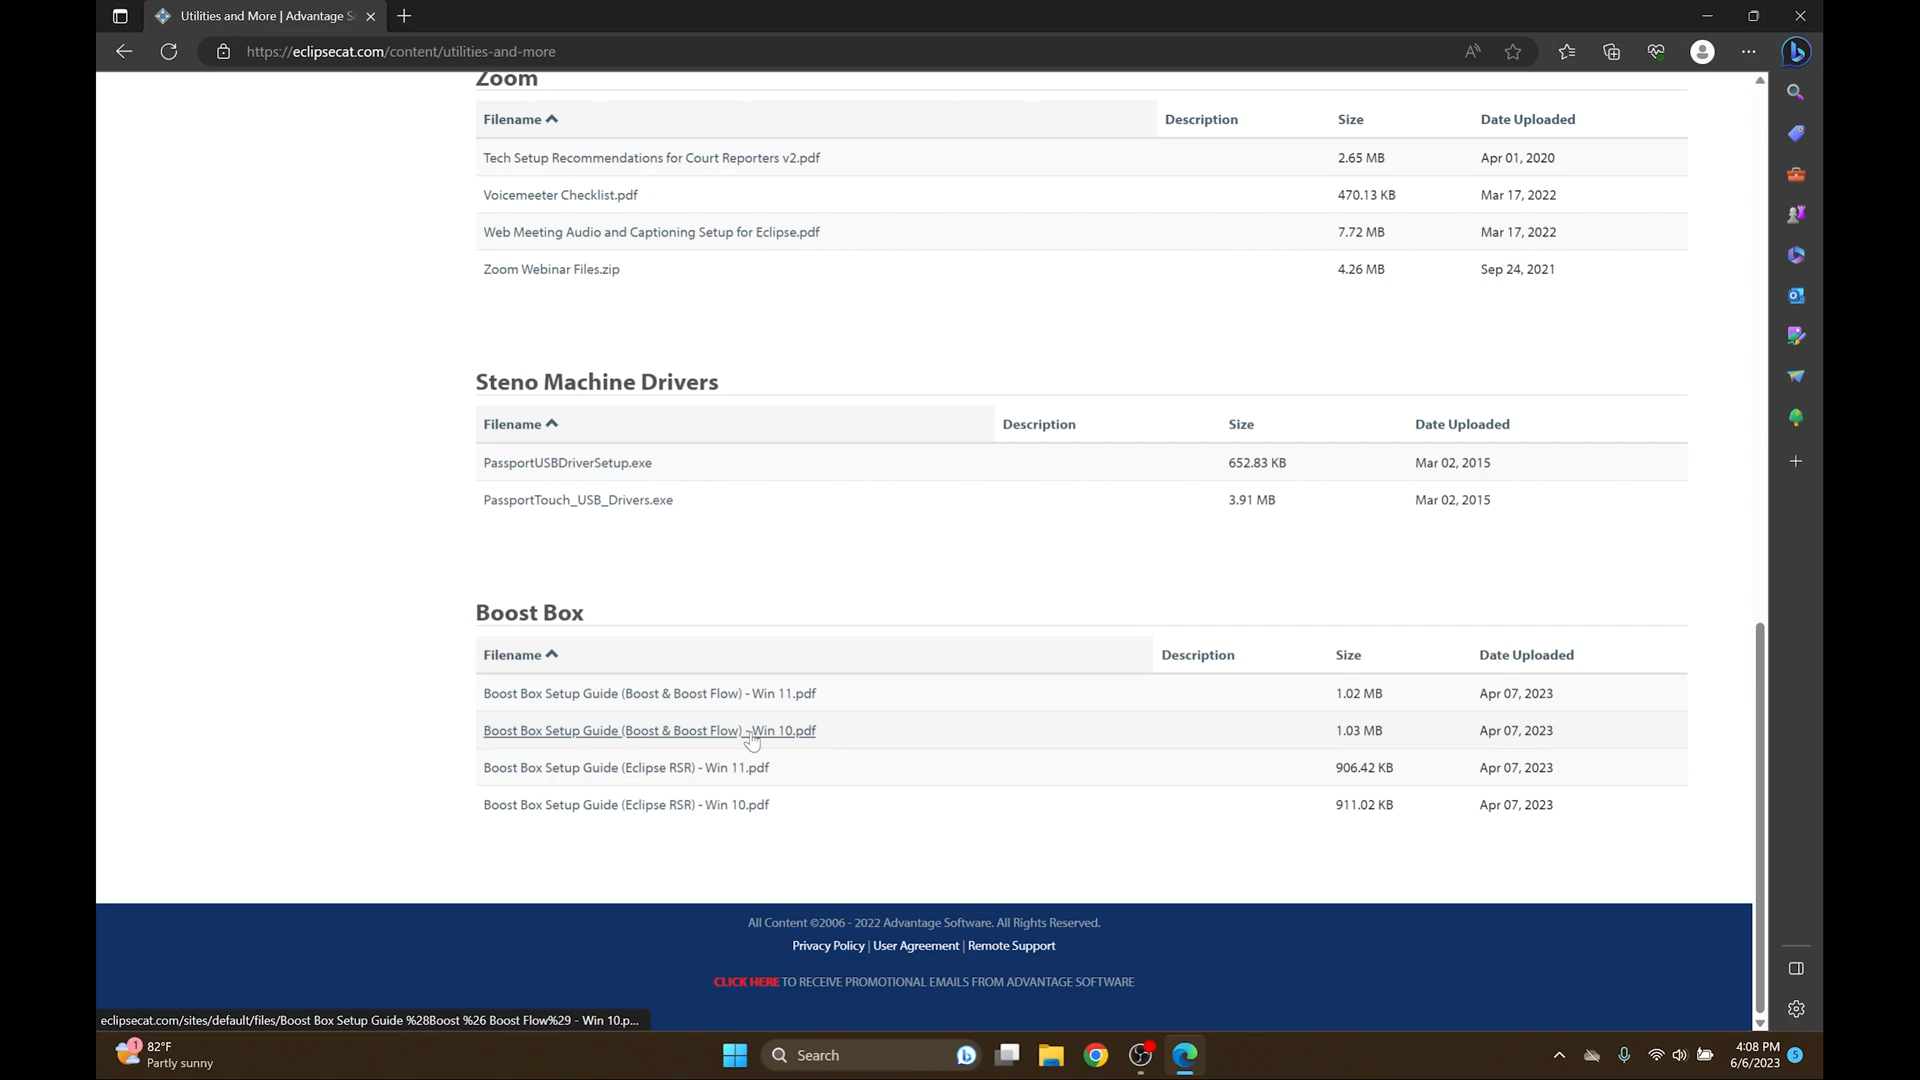 Utilities and More | Advantage S
https://eclipsecat.com/content/utilities-and-more
Zoom
Filename Description Size Date Uploaded
Tech Setup Recommendations for Court Reporters v2.pdf 2.65 MB Apr 01, 2020
Voicemeeter Checklist.pdf 470.13 KB Mar 17, 2022
Web Meeting Audio and Captioning Setup for Eclipse.pdf 7.72 MB Mar 17, 2022
Zoom Webinar Files.zip 4.26 MB Sep 24, 2021
Steno Machine Drivers
Filename Description Size Date Uploaded
PassportUSBDriverSetup.exe 652.83 KB Mar 02, 2015
PassportTouch_USB_Drivers.exe 3.91 MB Mar 02, 2015
Boost Box
Filename Description Size Date Uploaded
Boost Box Setup Guide (Boost & Boost Flow) - Win 11.pdf 1.02 MB Apr 07, 2023
Boost Box Setup Guide (Boost & Boost Flow) - Win 10.pdf 1.03 MB Apr 07, 2023
Boost Box Setup Guide (Eclipse RSR) - Win 11.pdf 906.42 KB Apr 07, 2023
Boost Box Setup Guide (Eclipse RSR) - Win 10.pdf 911.02 KB Apr 07, 2023
All Content ©2006 - 2022 Advantage Software. All Rights Reserved.
Privacy Policy | User Agreement | Remote Support
CLICK HERE TO RECEIVE PROMOTIONAL EMAILS FROM ADVANTAGE SOFTWARE
eclipsecat.com/sites/default/files/Boost Box Setup Guide %28Boost %26 Boost Flow%29 - Win 10.p...
1
82°F
Partly sunny
Search
4:08 PM
6/6/2023
5